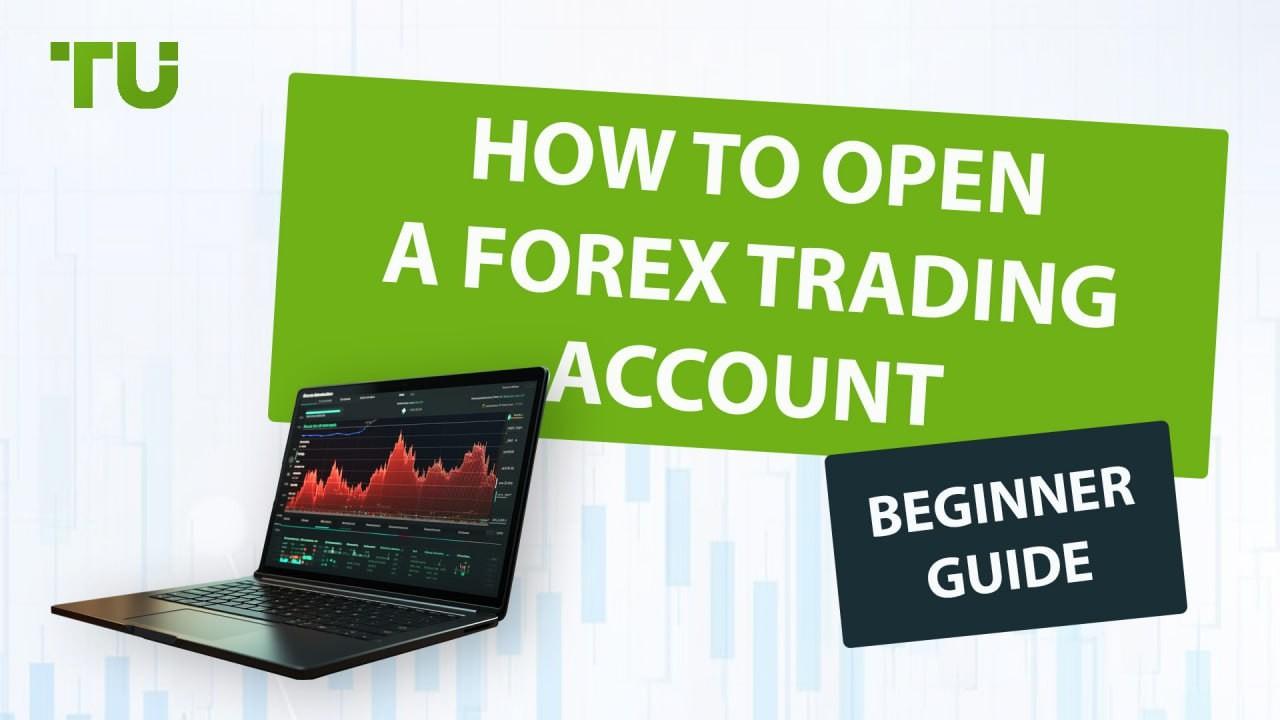 TU
HOW TO OPEN
A FOREX TRADING
ACCOUNT
BEGINNER
GUIDE